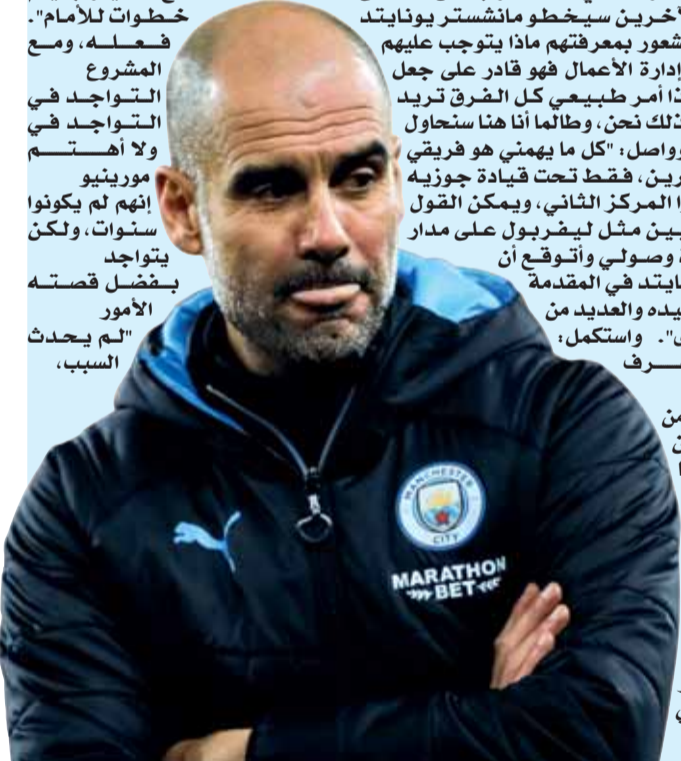 خطوات للأمام".
فعله، ومع
المشروع
التواجد في
التواجد في
ولا أهتم
مورينيو
إنهم لم يكونوا
سنوات، ولكن
يتواجد
بفضل قصته
الأمور
"لم يحدث
السبب،
آخرين سيخطو مانشستر يونايتد
شعور بمعرفتهم ماذا يتوجب عليهم
إدارة الأعمال فهو قادر على جعل
ذا أمر طبيعي كل الفرق تريد
ذلك نحن، وطالما أنا هنا سنحاول
وواصل: "كل ما يهمني هو فريقي
رين، فقط تحت قيادة جوزيه
ا المركز الثاني، ويمكن القول
بين مثل ليفربول على مدار
وصولي وأتوقع أن
ايتد في المقدمة
يده والعديد من
". واستكمل:
رف
من
MANCHESTER
CITY
MARATHON
BET